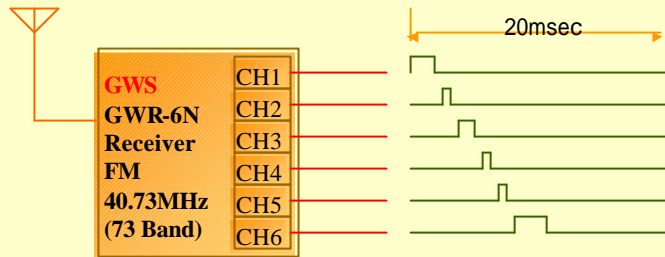 20msec
GWS
GWR-6N
Receiver
FM
40.73MHz
(73 Band)
CH1
CH2
CH3
CH4
CH5
CH6